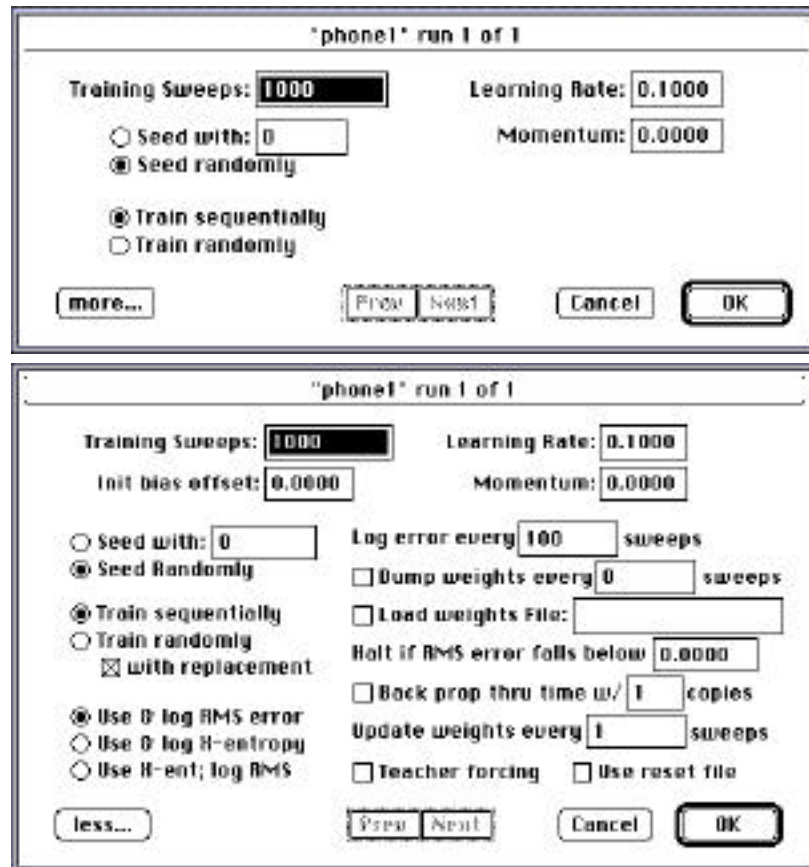 "phone1" run 1 of 1
Training Sweeps: 1000 Learning Rate: 0.1000
Seed with: 0 Momentum: 0.0000
Seed randomly
Train sequentially
Train randomly
more... Prev Next Cancel OK
"phone1" run 1 of 1
Training Sweeps: 1000 Learning Rate: 0.1000
Init bias offset: 0.0000 Momentum: 0.0000
Seed with: 0 Log error every 100 sweeps
Seed Randomly Dump weights every 0 sweeps
Train sequentially Load weights File:
Train randomly Halt if RMS error falls below 0.0000
with replacement
Back prop thru time w/ 1 copies
Use & log RMS error
Use & log X-entropy Update weights every 1 sweeps
Use X-ent; log RMS Teacher forcing Use reset file
less... Prev Next Cancel OK